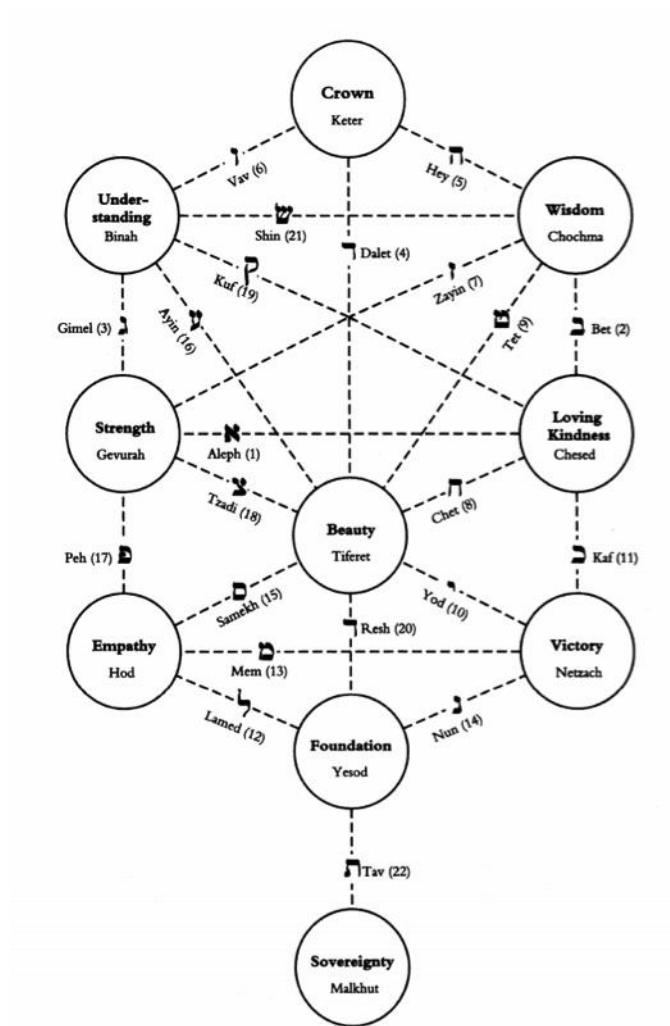 Crown
Keter
ו
Vav (6)
ה
Hey (5)
Under-
standing
Binah
Wisdom
Chochma
ש
Shin (21)
ד
Dalet (4)
ק
Kuf (19)
ז
Zayin (7)
Gimel (3)
ג
Ayin (16)
ע
ט
Tet (9)
ב
Bet (2)
Strength
Gevurah
א
Aleph (1)
Loving
Kindness
Chesed
צ
Tzadi (18)
ח
Chet (8)
Beauty
Tiferet
Peh (17)
פ
כ
Kaf (11)
ס
Samekh (15)
י
Yod (10)
ר
Resh (20)
Empathy
Hod
מ
Mem (13)
Victory
Netzach
ל
Lamed (12)
נ
Nun (14)
Foundation
Yesod
ת
Tav (22)
Sovereignty
Malkhut